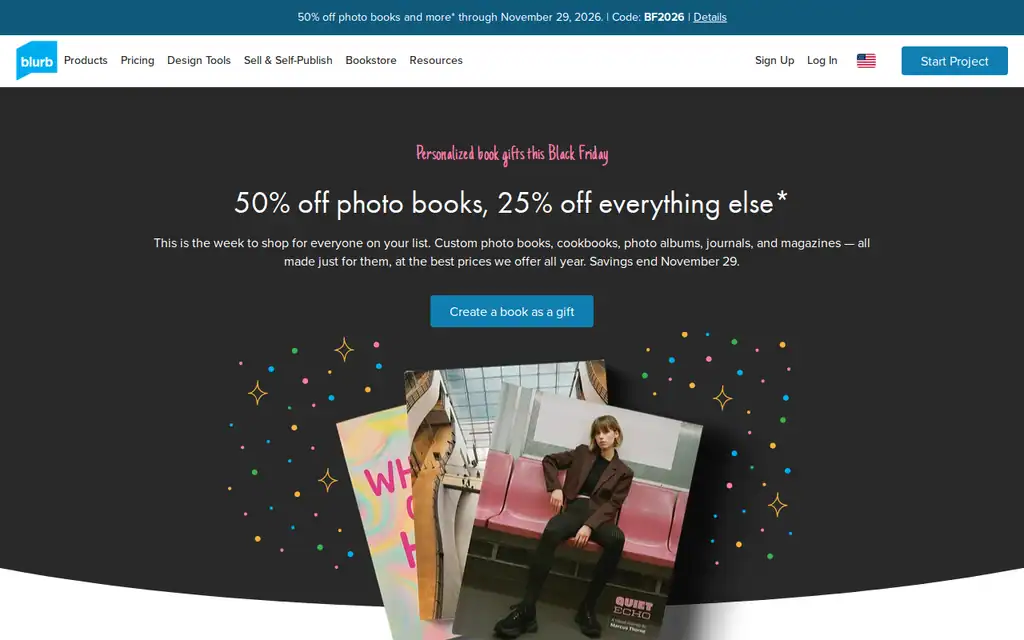 50% off photo books and more* through November 29, 2026. | Code: BF2026 | Details
blurb
Products Pricing Design Tools Sell & Self-Publish Bookstore Resources Sign Up Log In Start Project
Personalized book gifts this Black Friday
50% off photo books, 25% off everything else*
This is the week to shop for everyone on your list. Custom photo books, cookbooks, photo albums, journals, and magazines — all
made just for them, at the best prices we offer all year. Savings end November 29.
Create a book as a gift
QUIET
ECHO